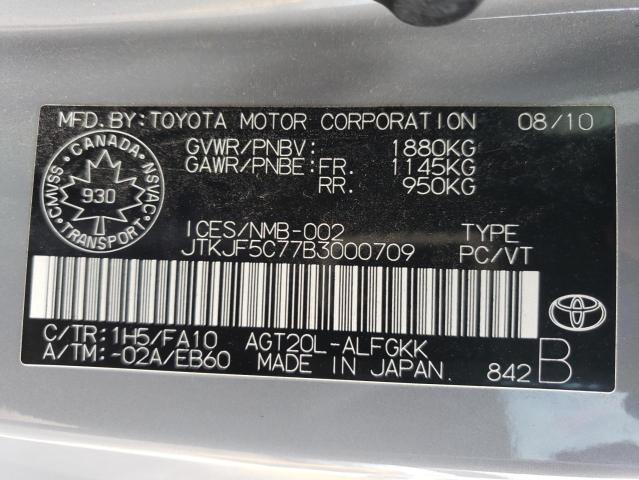 MFD. BY: TOYOTA MOTOR CORPORATION 08/10
GVWR/PNBV: 1880KG
GAWR/PNBE: FR. 1145KG
RR. 950KG
CANADA
CMVSS 930 NSVAC
TRANSPORT
ICES/NMB-002 TYPE
JTKJF5C77B3000709 PC/VT
C/TR: 1H5/FA10 AGT20L-ALFGKK
A/TM: -02A/EB60 MADE IN JAPAN. 842 B